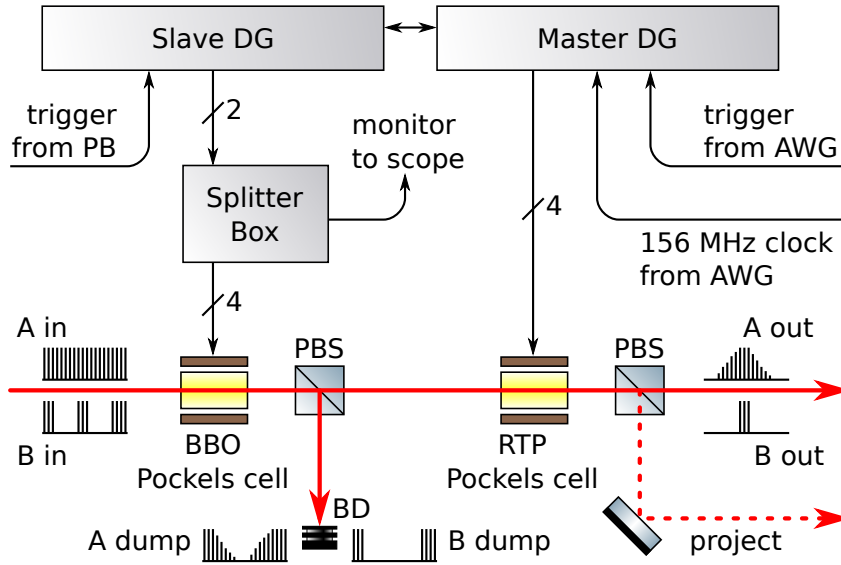 Slave DG
Master DG
trigger
from PB
2
monitor
to scope
trigger
from AWG
Splitter
Box
4
156 MHz clock
from AWG
4
A in
PBS
PBS
A out
B in
BBO
Pockels cell
RTP
Pockels cell
B out
BD
A dump
B dump
project